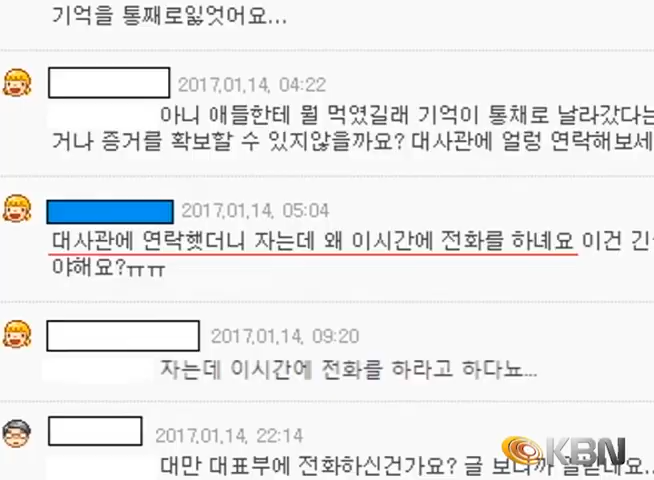 기억을 통째로잃엇어요...
2017.01.14. 04:22
아니 애들한테 뭘 먹였길래 기억이 통채로 날라갔다는
거나 증거를 확보할 수 있지않을까요? 대사관에 얼렁 연락해보세
2017.01.14. 05:04
대사관에 연락햇더니 자는데 왜 이시간에 전화를 하녜요 이건 긴
야해요?ㅠㅠ
2017.01.14. 09:20
자는데 이시간에 전화를 하라고 하다뇨...
2017.01.14. 22:14
대만 대표부에 전화하신건가요? 글 보니까
KBN